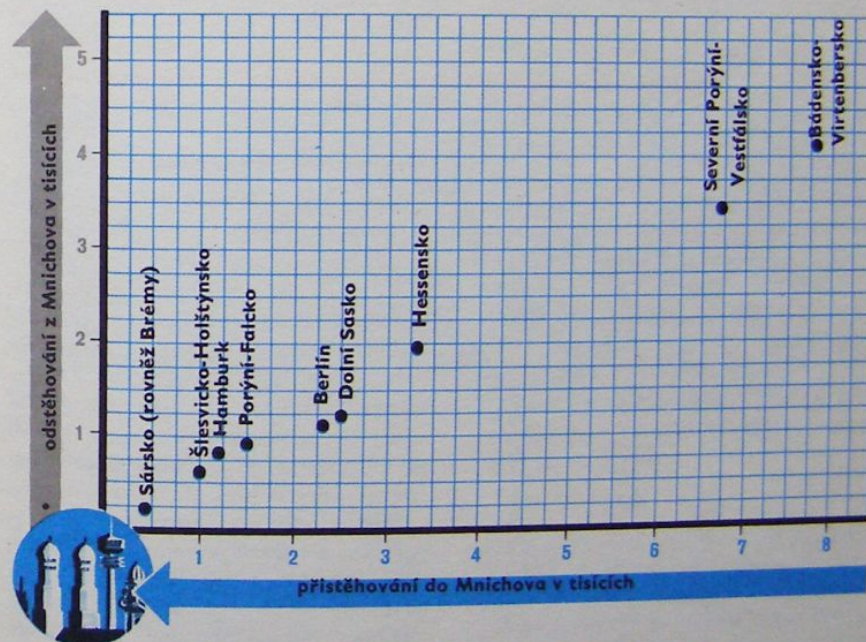 5
4
3
2
1
odstěhování z Mnichova v tisících
Sársko (rovněž Brémy)
Šlesvicko-Holštýnsko
Hamburk
Porýní-Falcko
Berlín
Dolní Sasko
Hessensko
Severní Porýní-
Vestfálsko
Bádensko-
Virtenbersko
1 2 3 4 5 6 7 8
přistěhování do Mnichova v tisících